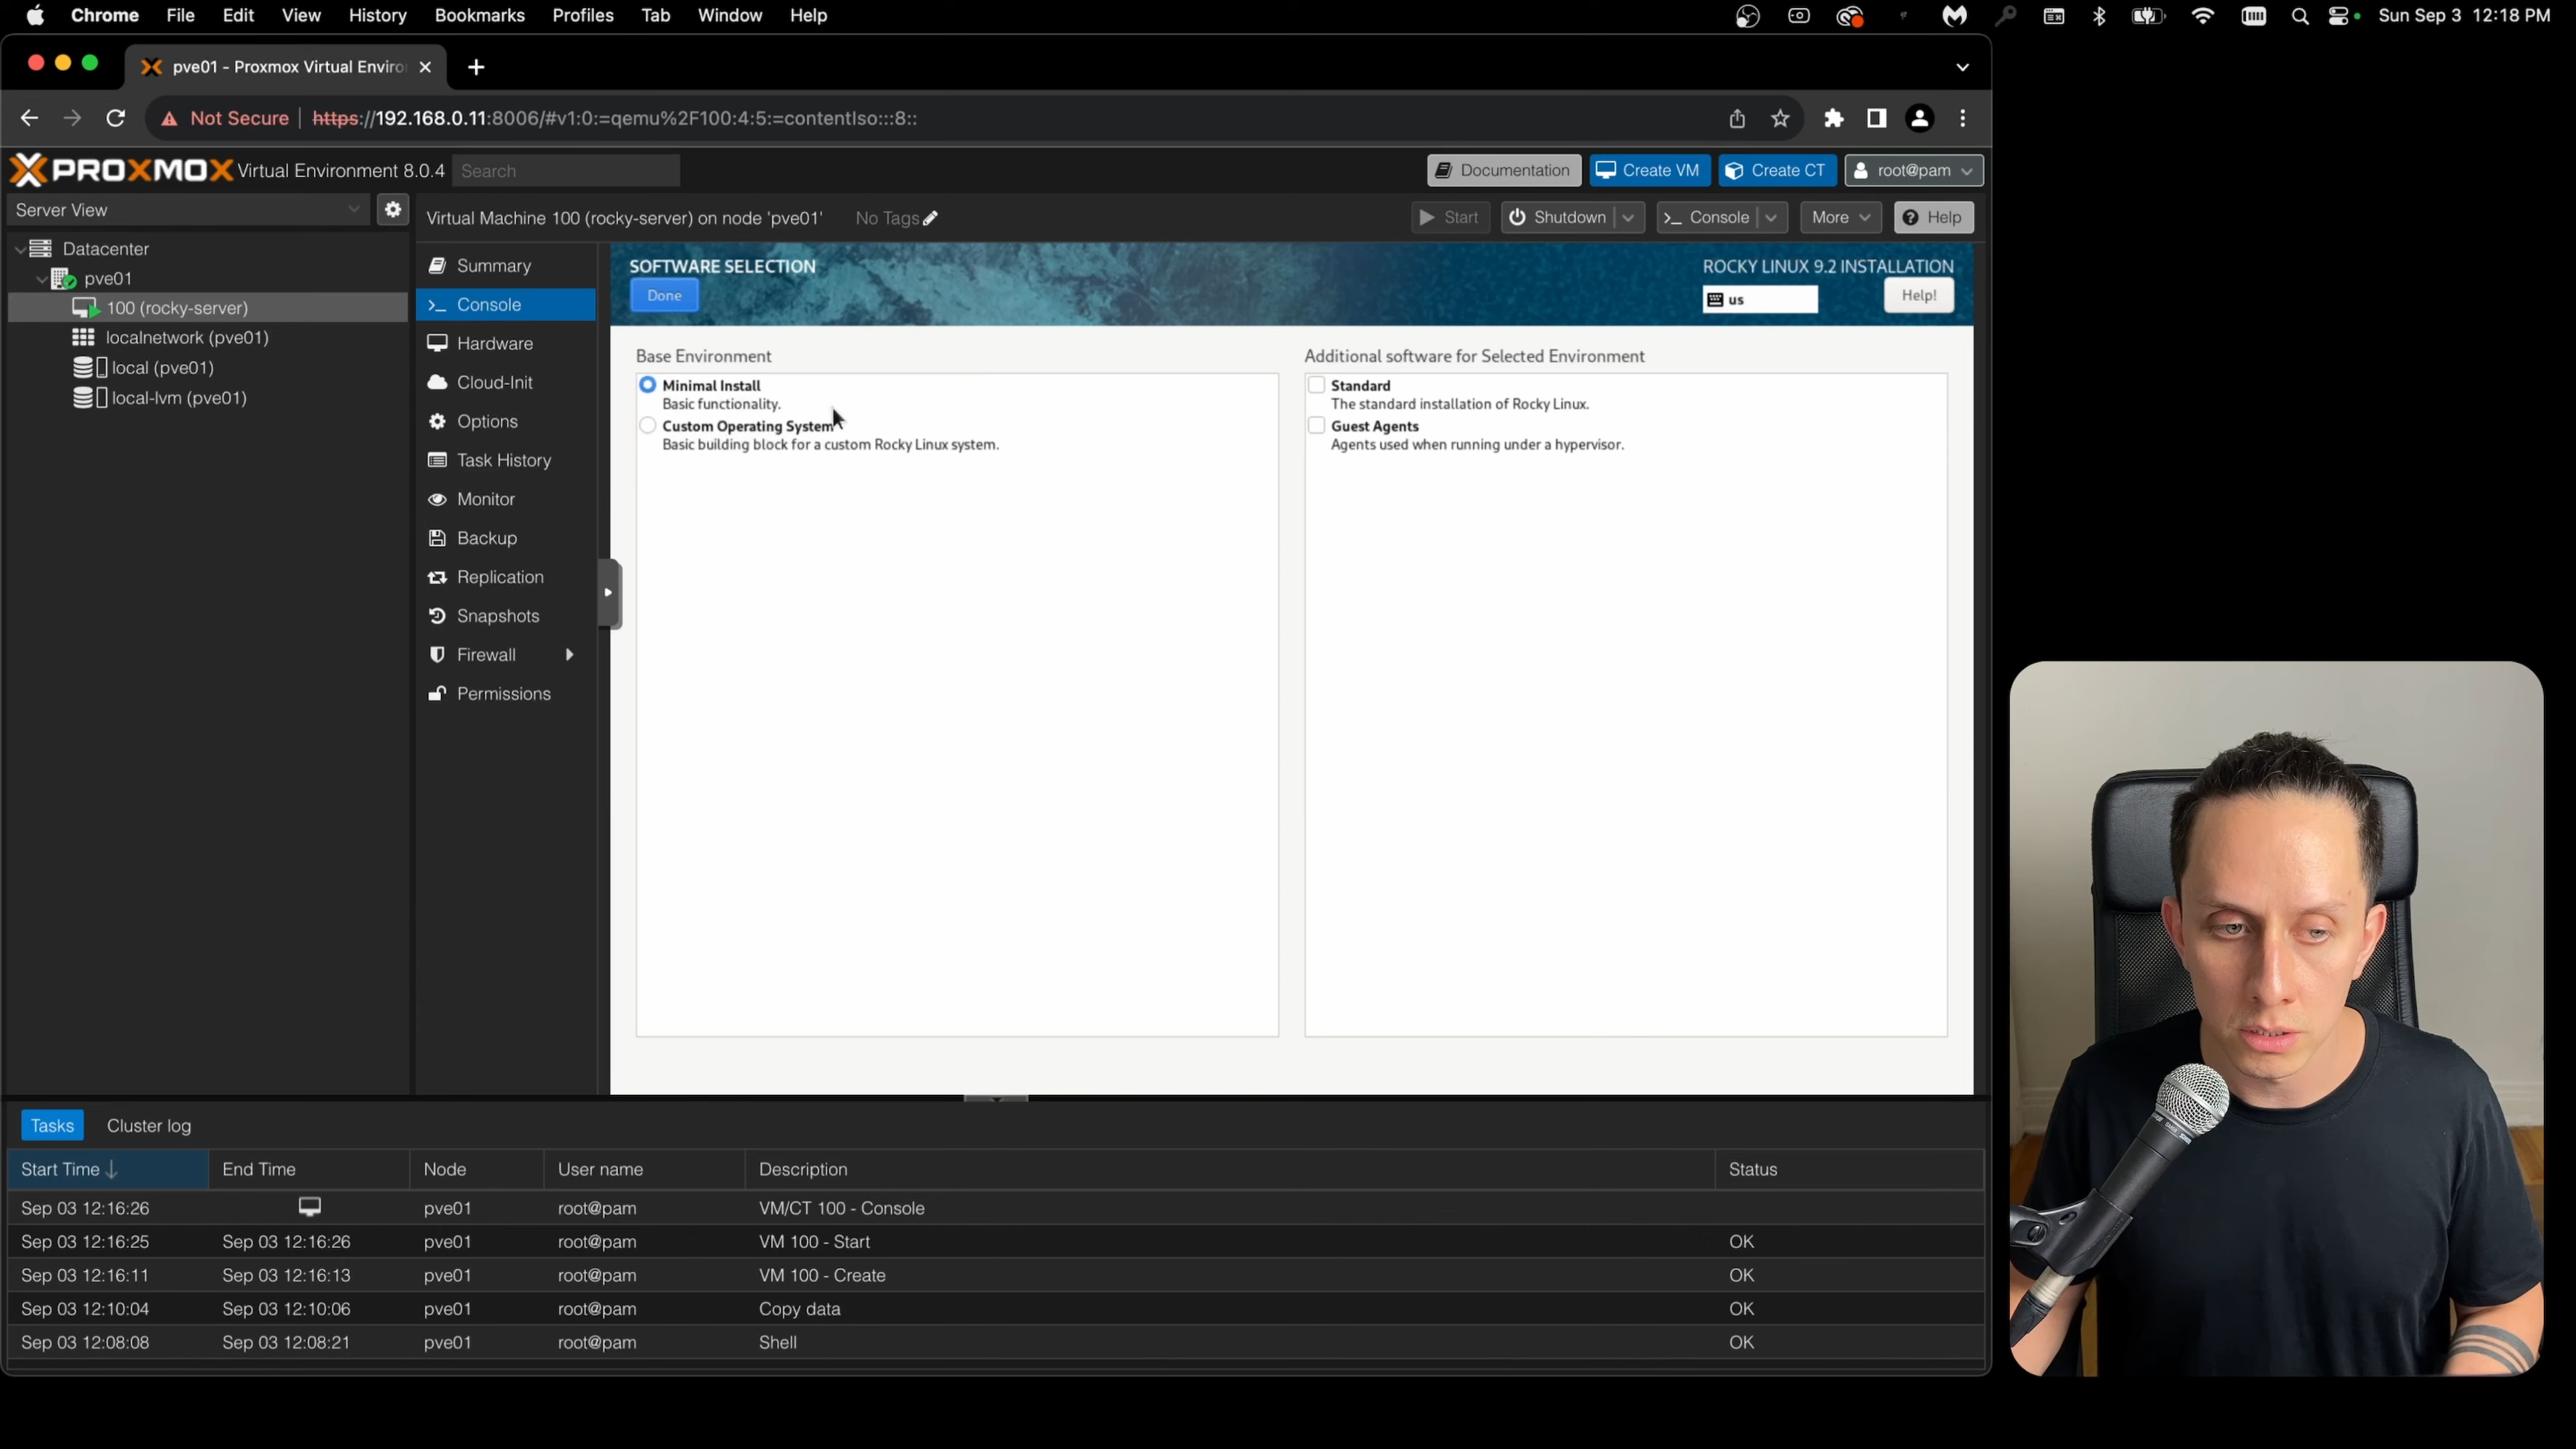 Chrome File Edit View History Bookmarks Profiles Tab Window Help Sun Sep 3 12:18 PM
pve01 - Proxmox Virtual Enviro
Not Secure https://192.168.0.11:8006/#v1:0:=qemu%2F100:4:5:=contentIso:::8::
PROXMOX Virtual Environment 8.0.4 Search Documentation Create VM Create CT root@pam
Server View
Virtual Machine 100 (rocky-server) on node 'pve01' No Tags Start Shutdown Console More Help
Datacenter
pve01
100 (rocky-server)
localnetwork (pve01)
local (pve01)
local-lvm (pve01)
Summary
Console
Hardware
Cloud-Init
Options
Task History
Monitor
Backup
Replication
Snapshots
Firewall
Permissions
SOFTWARE SELECTION ROCKY LINUX 9.2 INSTALLATION
Done us Help!
Base Environment
Minimal Install
Basic functionality.
Custom Operating System
Basic building block for a custom Rocky Linux system.
Additional software for Selected Environment
Standard
The standard installation of Rocky Linux.
Guest Agents
Agents used when running under a hypervisor.
Tasks Cluster log
Start Time End Time Node User name Description Status
Sep 03 12:16:26 pve01 root@pam VM/CT 100 - Console
Sep 03 12:16:25 Sep 03 12:16:26 pve01 root@pam VM 100 - Start OK
Sep 03 12:16:11 Sep 03 12:16:13 pve01 root@pam VM 100 - Create OK
Sep 03 12:10:04 Sep 03 12:10:06 pve01 root@pam Copy data OK
Sep 03 12:08:08 Sep 03 12:08:21 pve01 root@pam Shell OK